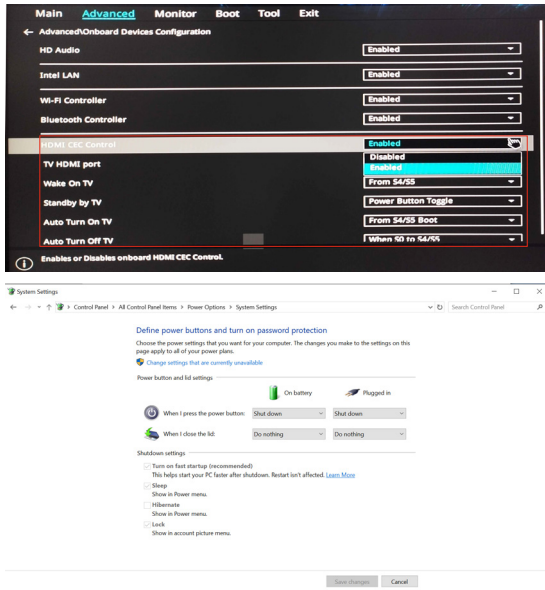 Main Advanced Monitor Boot Tool Exit
← Advanced\Onboard Devices Configuration
HD Audio Enabled
Intel LAN Enabled
Wi-Fi Controller Enabled
Bluetooth Controller Enabled
HDMI CEC Control Enabled
Disabled
TV HDMI port Enabled
Wake On TV From S4/S5
Standby by TV Power Button Toggle
Auto Turn On TV From S4/S5 Boot
Auto Turn Off TV When S0 to S4/S5
Enables or Disables onboard HDMI CEC Control.
System Settings
Control Panel > All Control Panel Items > Power Options > System Settings Search Control Panel
Define power buttons and turn on password protection
Choose the power settings that you want for your computer. The changes you make to the settings on this
page apply to all of your power plans.
Change settings that are currently unavailable
Power button and lid settings
On battery Plugged in
When I press the power button: Shut down Shut down
When I close the lid: Do nothing Do nothing
Shutdown settings
Turn on fast startup (recommended)
This helps start your PC faster after shutdown. Restart isn't affected. Learn More
Sleep
Show in Power menu.
Hibernate
Show in Power menu.
Lock
Show in account picture menu.
Save changes Cancel